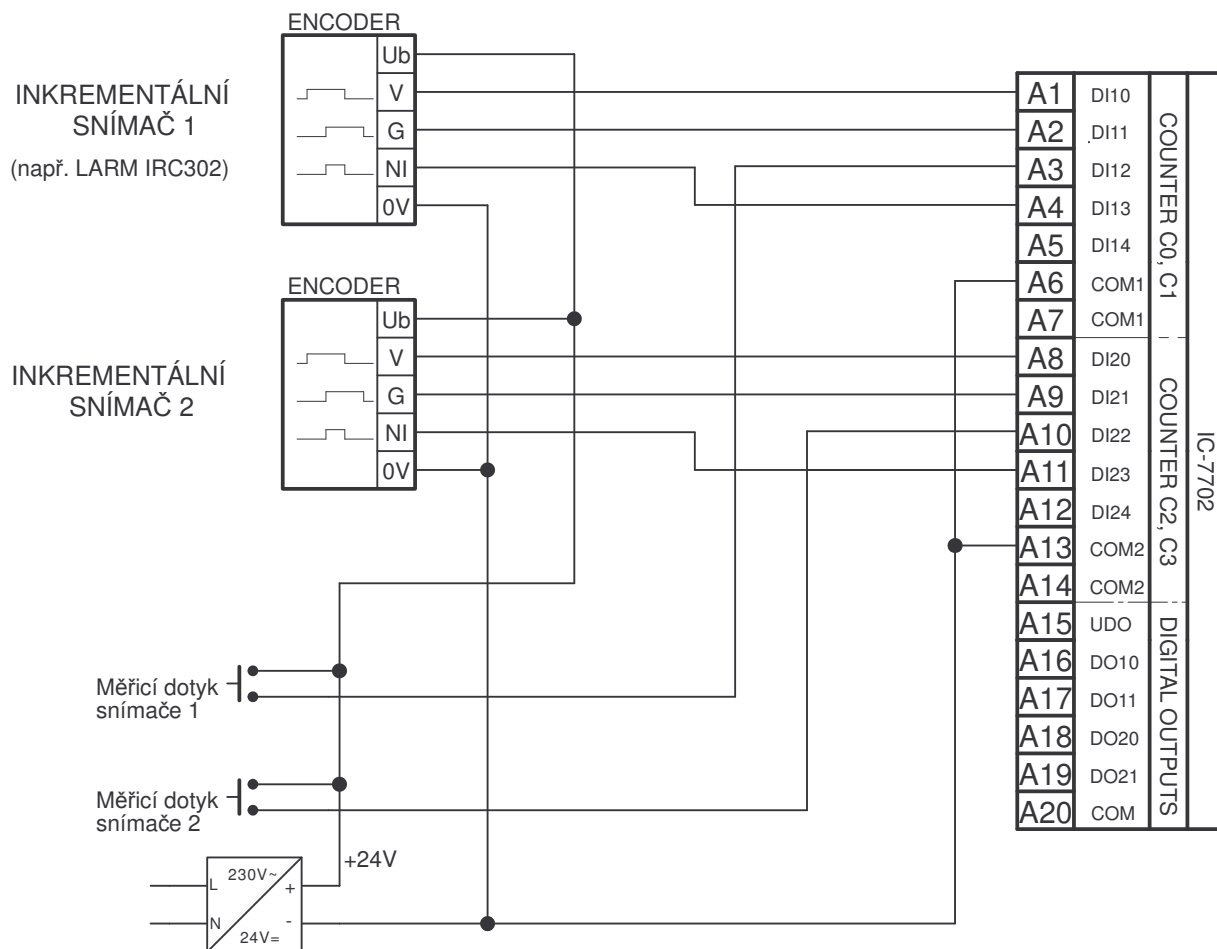 ENCODER
Ub
V
G
NI
0V
INKREMENTÁLNÍ
SNÍMAČ 1
(např. LARM IRC302)
ENCODER
Ub
V
G
NI
0V
INKREMENTÁLNÍ
SNÍMAČ 2
Měřicí dotyk
snímače 1
Měřicí dotyk
snímače 2
+24V
L
N
230V~
24V=
+
-
A1 DI10
A2 DI11
A3 DI12
A4 DI13
A5 DI14
A6 COM1
A7 COM1
A8 DI20
A9 DI21
A10 DI22
A11 DI23
A12 DI24
A13 COM2
A14 COM2
A15 UDO
A16 DO10
A17 DO11
A18 DO20
A19 DO21
A20 COM
COUNTER C0, C1
COUNTER C2, C3
DIGITAL OUTPUTS
IC-7702